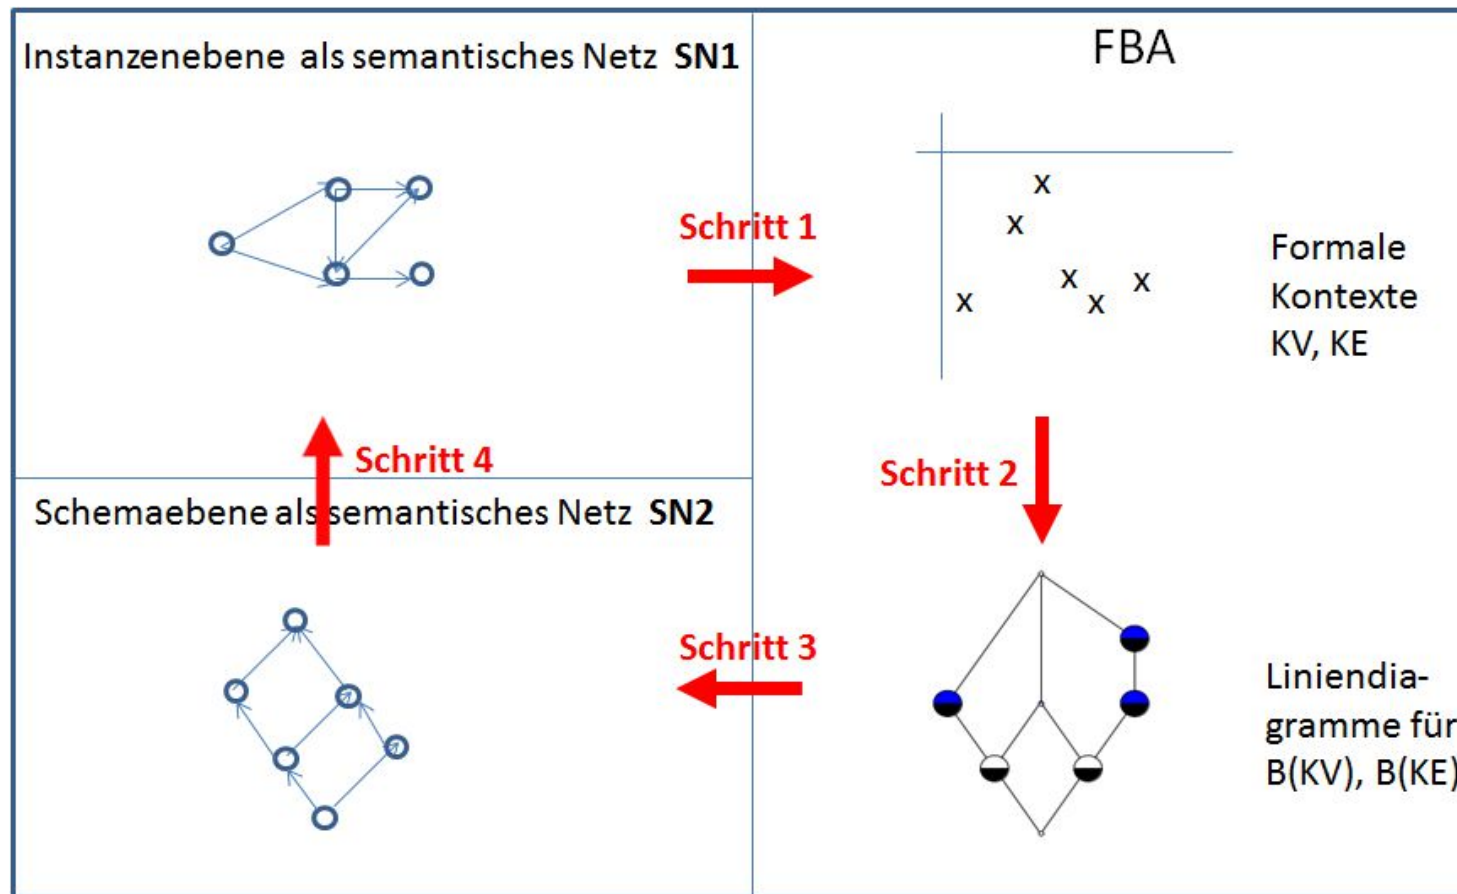 Instanzenebene als semantisches Netz SN1
FBA
x
x
x
x
x
x
Schritt 1
Formale
Kontexte
KV, KE
Schritt 4
Schritt 2
Schemaebene als semantisches Netz SN2
Schritt 3
Liniendia-
gramme für
B(KV), B(KE)